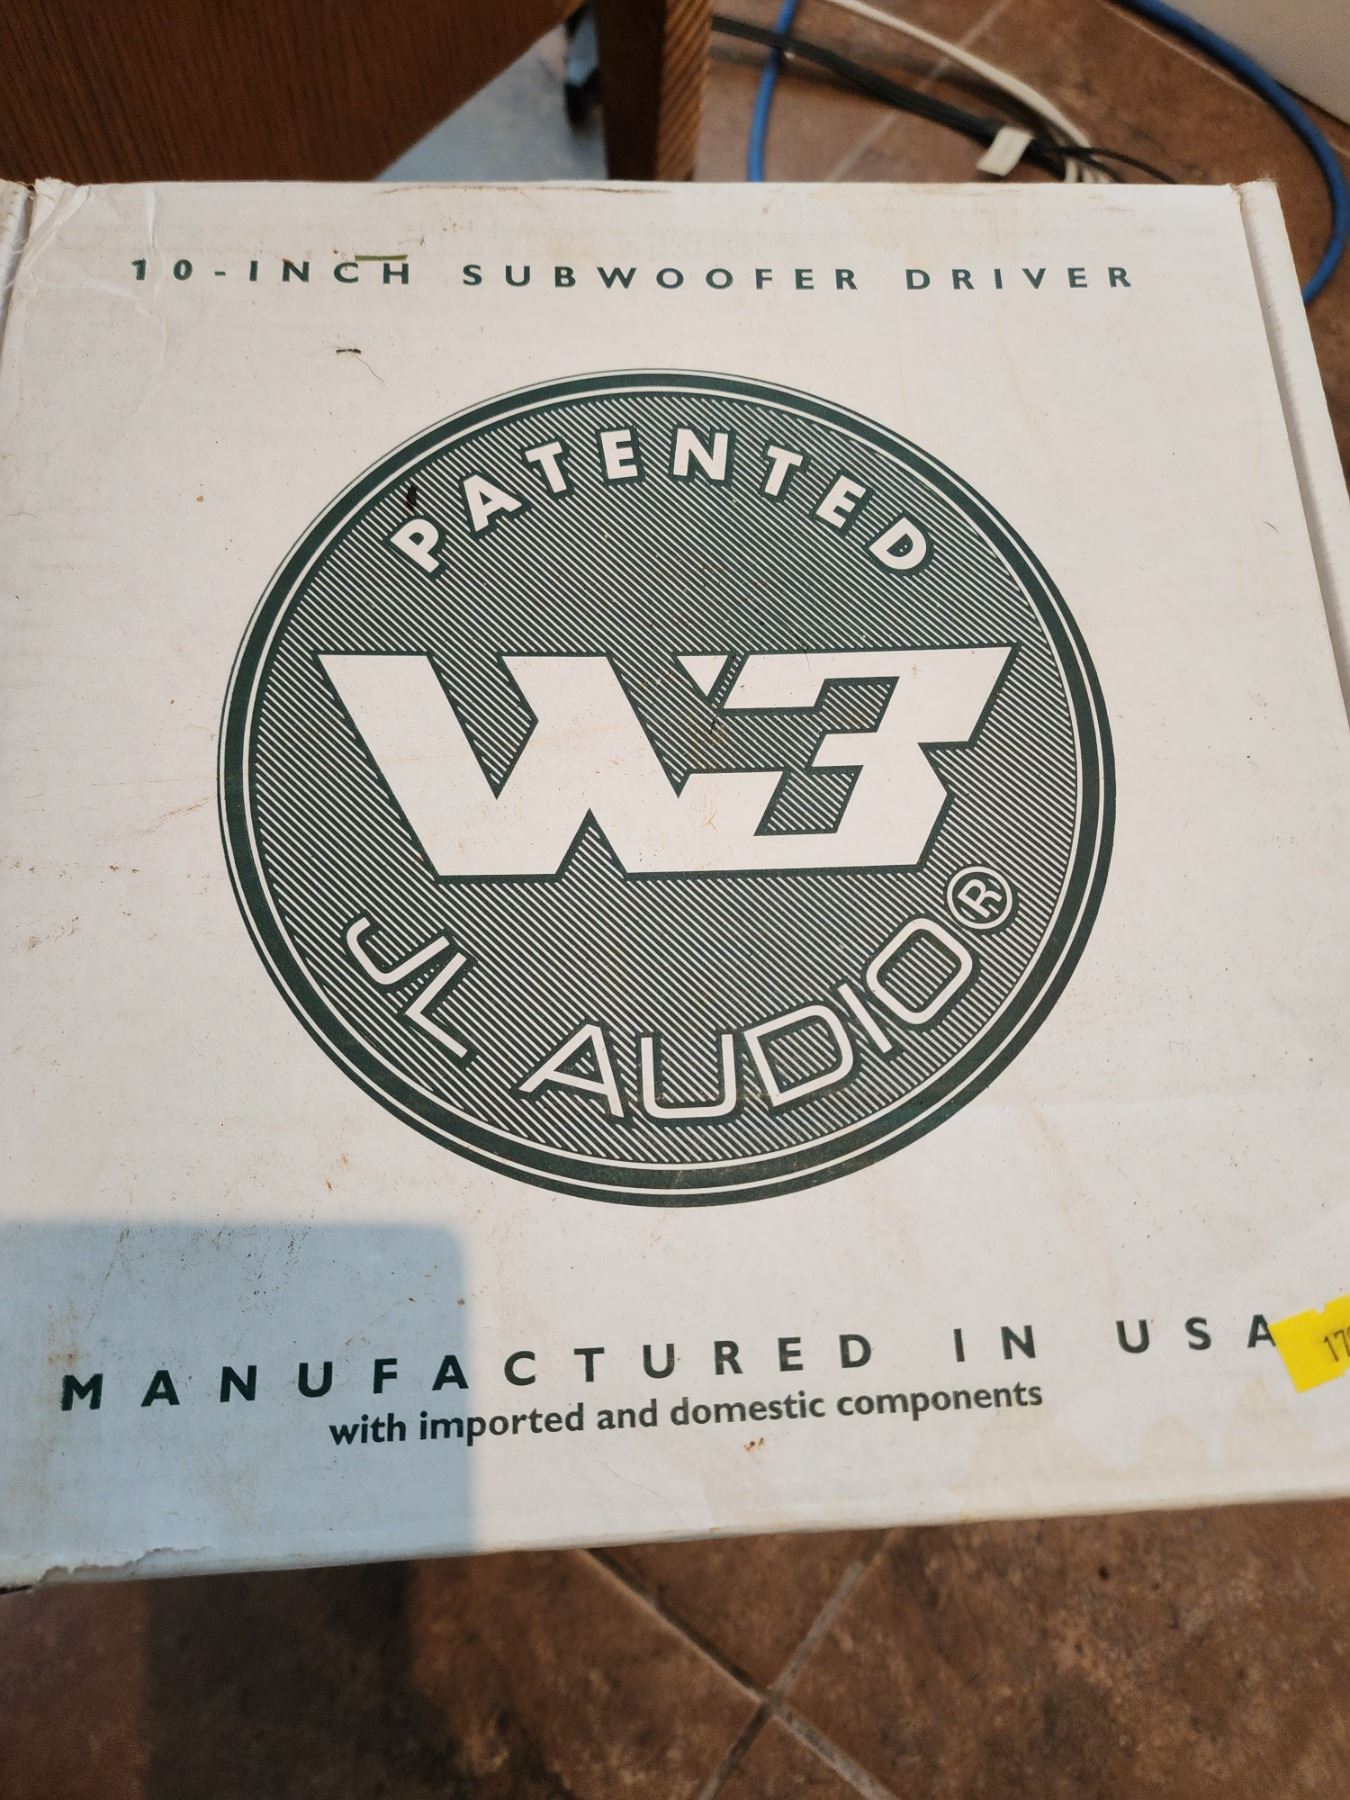 10-INCH SUBWOOFER DRIVER
PATENTED
W3
JL AUDIO®
MANUFACTURED IN USA
with imported and domestic components